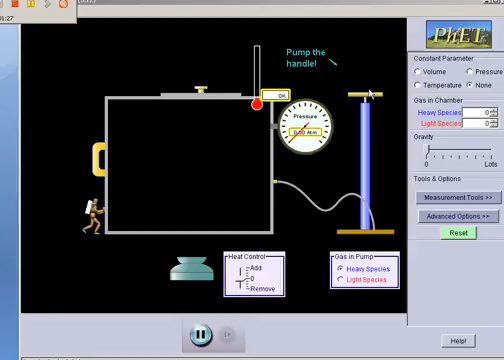 01:27
Pump the
handle!
PhET
Constant Parameter
Volume
Pressure
Temperature
None
Gas in Chamber
Heavy Species
0
Light Species
0
Gravity
0
Lots
Tools & Options
Measurement Tools >>
Advanced Options >>
Reset
0K
Pressure
0.00 Atm
Heat Control
Add
0
Remove
Gas in Pump
Heavy Species
Light Species
Help!